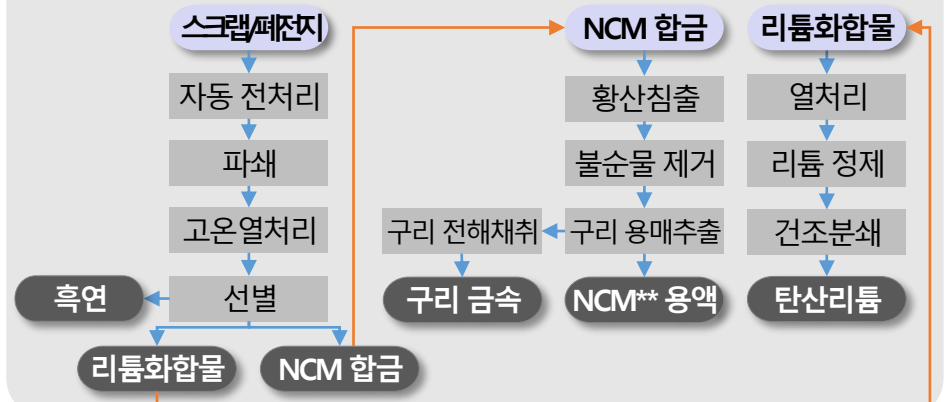 스크랩/폐전지
자동 전처리
파쇄
고온열처리
선별
흑연
리튬화합물
NCM 합금
NCM 합금
황산침출
불순물 제거
구리 용매추출
구리 전해채취
구리 금속
NCM** 용액
리튬화합물
열처리
리튬 정제
건조분쇄
탄산리튬